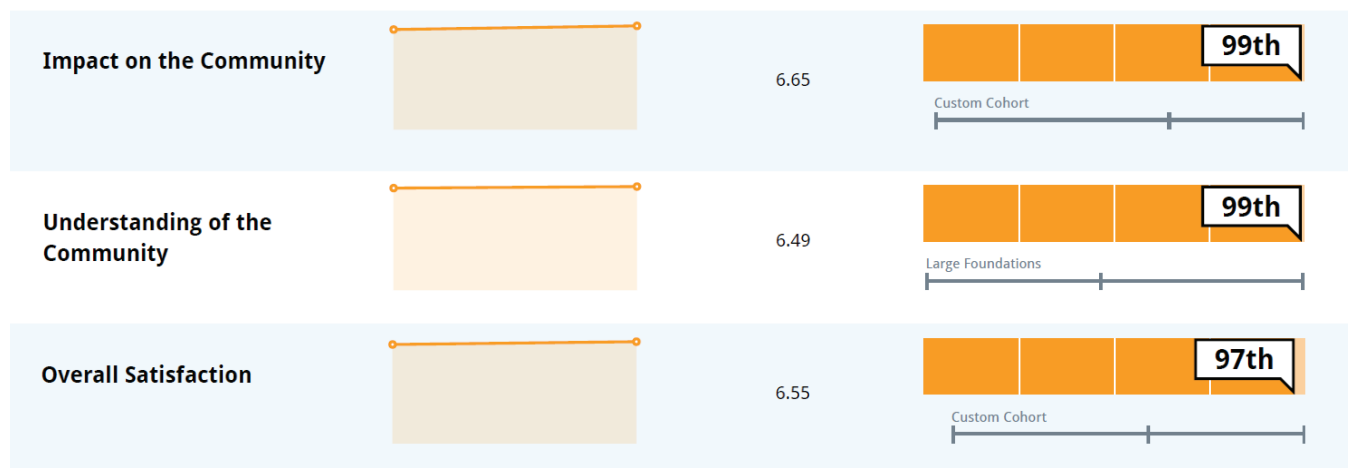 Impact on the Community
6.65
99th
Custom Cohort
Understanding of the
Community
6.49
99th
Large Foundations
Overall Satisfaction
6.55
97th
Custom Cohort